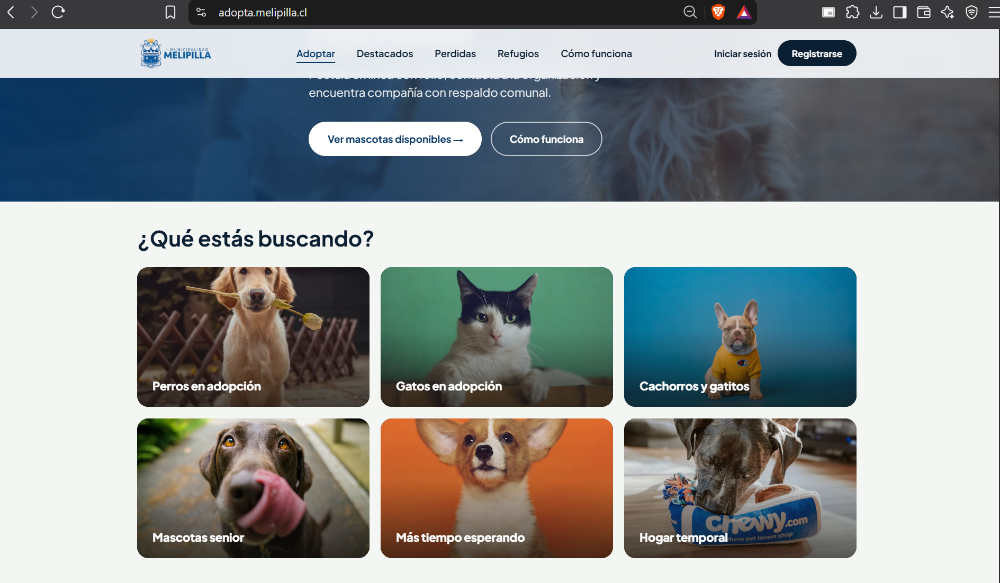 adopta.melipilla.cl
I. MUNICIPALIDAD
MELIPILLA
Adoptar
Destacados
Perdidas
Refugios
Cómo funciona
Iniciar sesión
Registrarse
encuentra compañía con respaldo comunal.
Ver mascotas disponibles →
Cómo funciona
¿Qué estás buscando?
Perros en adopción
Gatos en adopción
Cachorros y gatitos
Mascotas senior
Más tiempo esperando
Hogar temporal
.com
chewy.com
here pet lovers shop